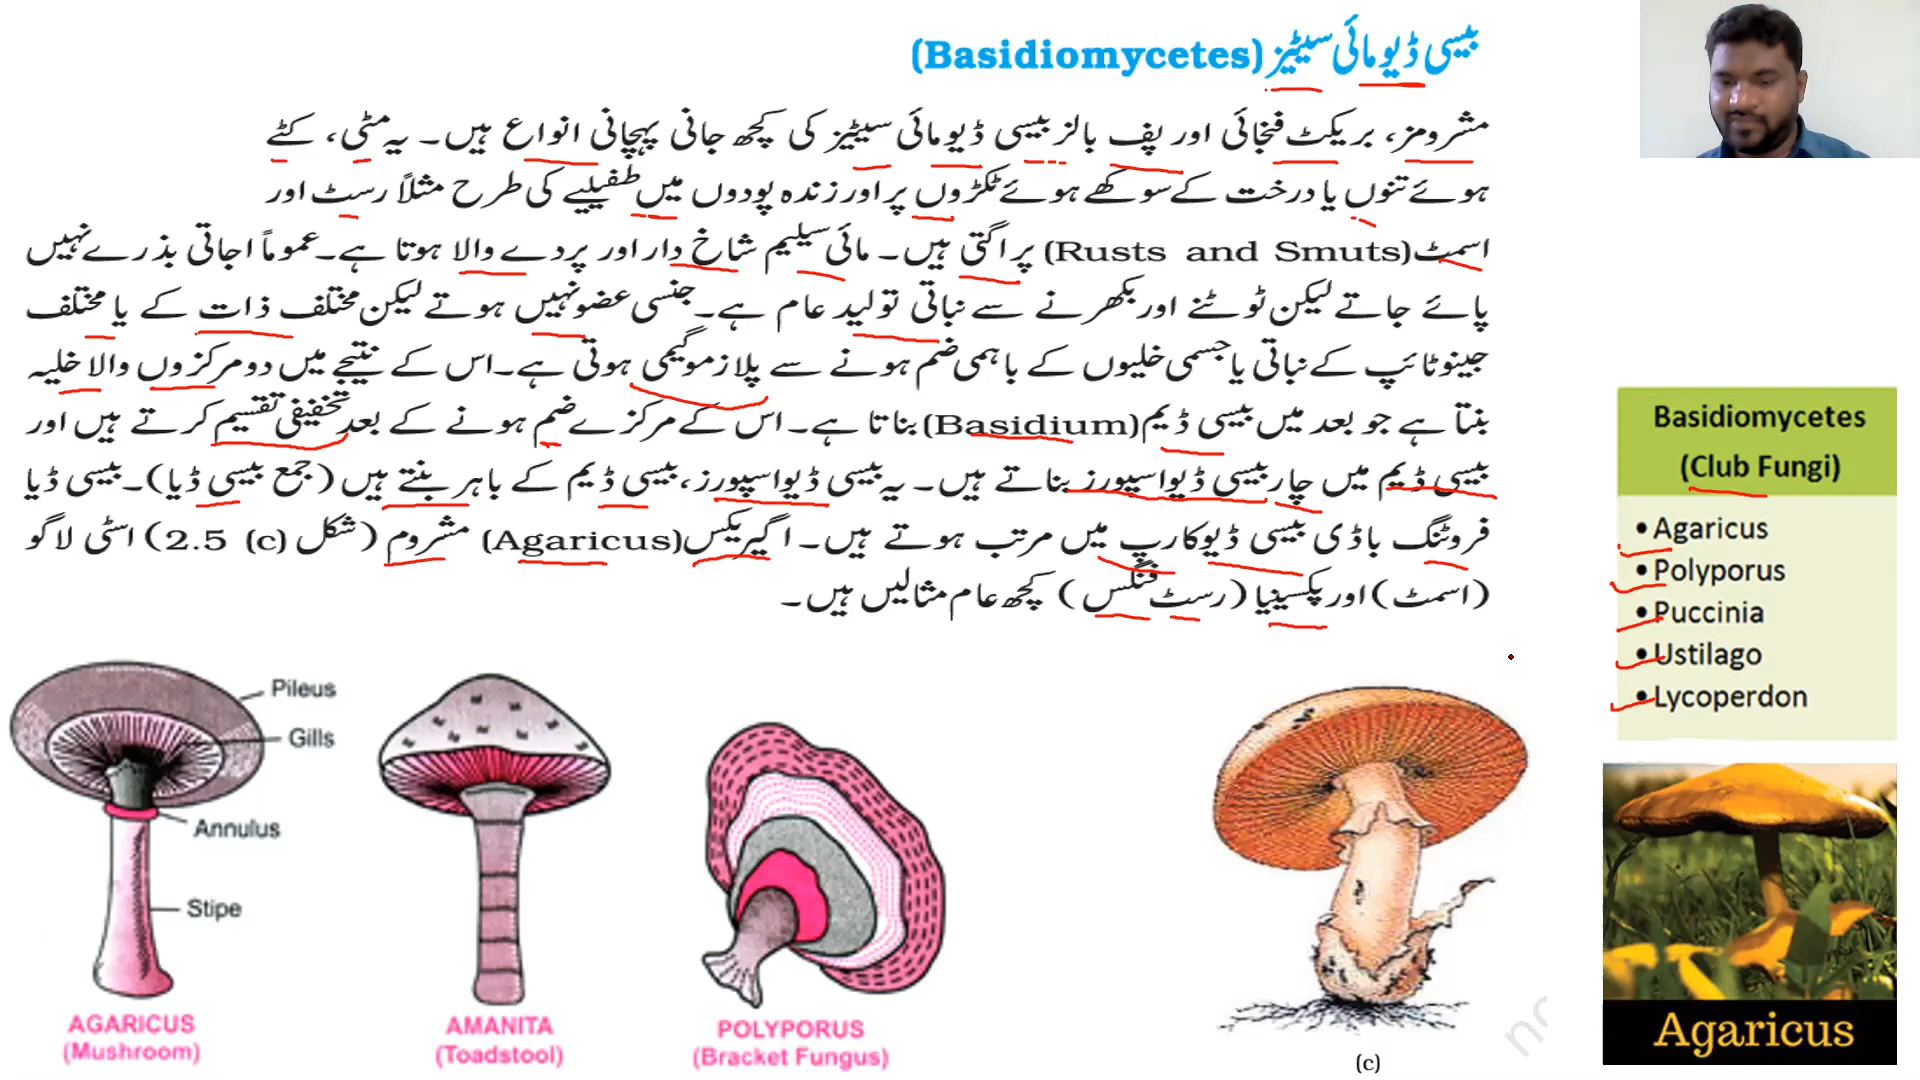 بیسی ڈیومائی سیٹیز (Basidiomycetes)
مشرومز، بریکٹ فنجائی اور پف بالز بیسی ڈیو مائی سیٹیز کی کچھ جانی پہچانی انواع ہیں۔ یہ مٹی، کٹے
ہوئے تنوں یا درخت کے سوکھے ہوئے ٹکڑوں پر اور زندہ پودوں میں طفیلیے کی طرح مثلاً رسٹ اور
اسمٹ (Rusts and Smuts) پر اگتی ہیں۔ مائی سیلیم شاخ دار اور پردے والا ہوتا ہے۔ عموماً اجاتی بذرے نہیں
پائے جاتے لیکن ٹوٹنے اور بکھرنے سے نباتی تولید عام ہے۔ جنسی عضو نہیں ہوتے لیکن مختلف ذات کے یا مختلف
جینوٹائپ کے نباتی یا جسمی خلیوں کے باہمی ضم ہونے سے پلازموگیمی ہوتی ہے۔ اس کے نتیجے میں دو مرکزوں والا خلیہ
بنتا ہے جو بعد میں بیسی ڈیم (Basidium) بناتا ہے۔ اس کے مرکزے ضم ہونے کے بعد تخفیفی تقسیم کرتے ہیں اور
بیسی ڈیم میں چار بیسی ڈیواسپورز بناتے ہیں۔ یہ بیسی ڈیواسپورز، بیسی ڈیم کے باہر بنتے ہیں (جمع بیسی ڈیا)۔ بیسی ڈیا
فروٹنگ باڈی بیسی ڈیوکارپ میں مرتب ہوتے ہیں۔ اگیریکس (Agaricus) مشروم (شکل 2.5 (c)) اسٹی لاگو
(اسمٹ) اور پکسینیا (رسٹ فنگس) کچھ عام مثالیں ہیں۔
Basidiomycetes
(Club Fungi)
• Agaricus
• Polyporus
• Puccinia
• Ustilago
• Lycoperdon
Pileus
Gills
Annulus
Stipe
AGARICUS
(Mushroom)
AMANITA
(Toadstool)
POLYPORUS
(Bracket Fungus)
(c)
Agaricus